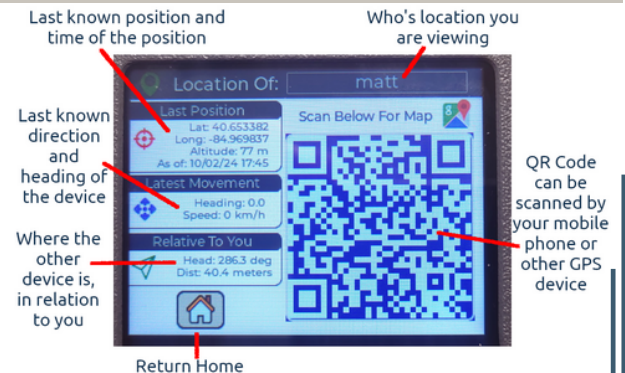 Last known position and
time of the position
Who's location you
are viewing
Location Of:
matt
Last Position
Lat: 40.653382
Long: -84.969837
Altitude: 77 m
As of: 10/02/24 17:45
Scan Below For Map
Last known
direction
and
heading of
the device
Latest Movement
Heading: 0.0
Speed: 0 km/h
QR Code
can be
scanned by
your mobile
phone or
other GPS
device
Where the
other
device is,
in relation
to you
Relative To You
Head: 286.3 deg
Dist: 40.4 meters
Return Home